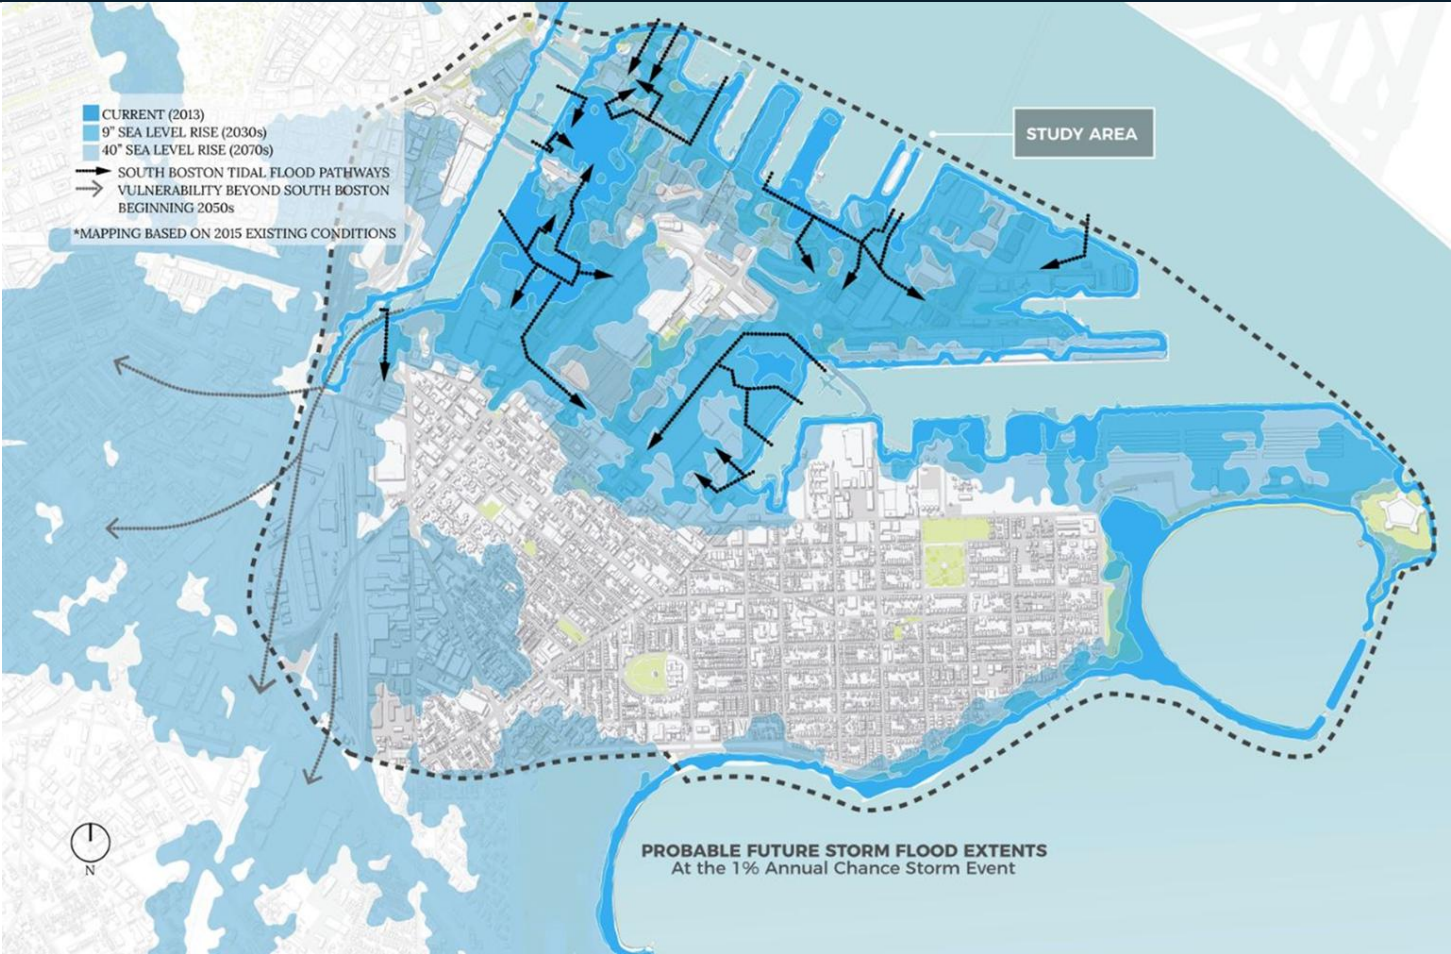 CURRENT (2013)
9" SEA LEVEL RISE (2030s)
40" SEA LEVEL RISE (2070s)
SOUTH BOSTON TIDAL FLOOD PATHWAYS
VULNERABILITY BEYOND SOUTH BOSTON
BEGINNING 2050s
*MAPPING BASED ON 2015 EXISTING CONDITIONS
STUDY AREA
N
PROBABLE FUTURE STORM FLOOD EXTENTS
At the 1% Annual Chance Storm Event